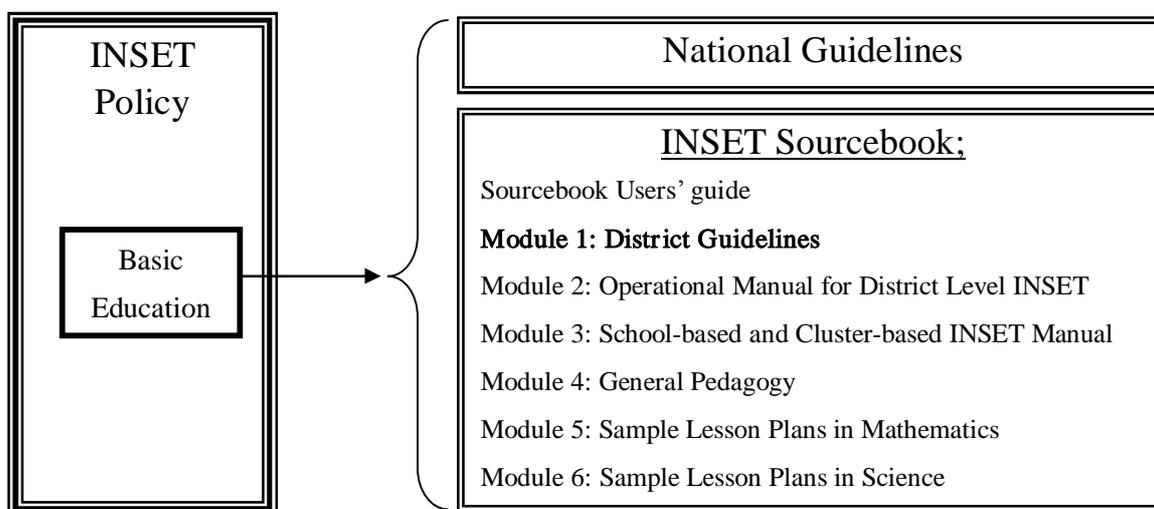 INSET
Policy
Basic
Education
National Guidelines
INSET Sourcebook;
Sourcebook Users’ guide
Module 1: District Guidelines
Module 2: Operational Manual for District Level INSET
Module 3: School-based and Cluster-based INSET Manual
Module 4: General Pedagogy
Module 5: Sample Lesson Plans in Mathematics
Module 6: Sample Lesson Plans in Science